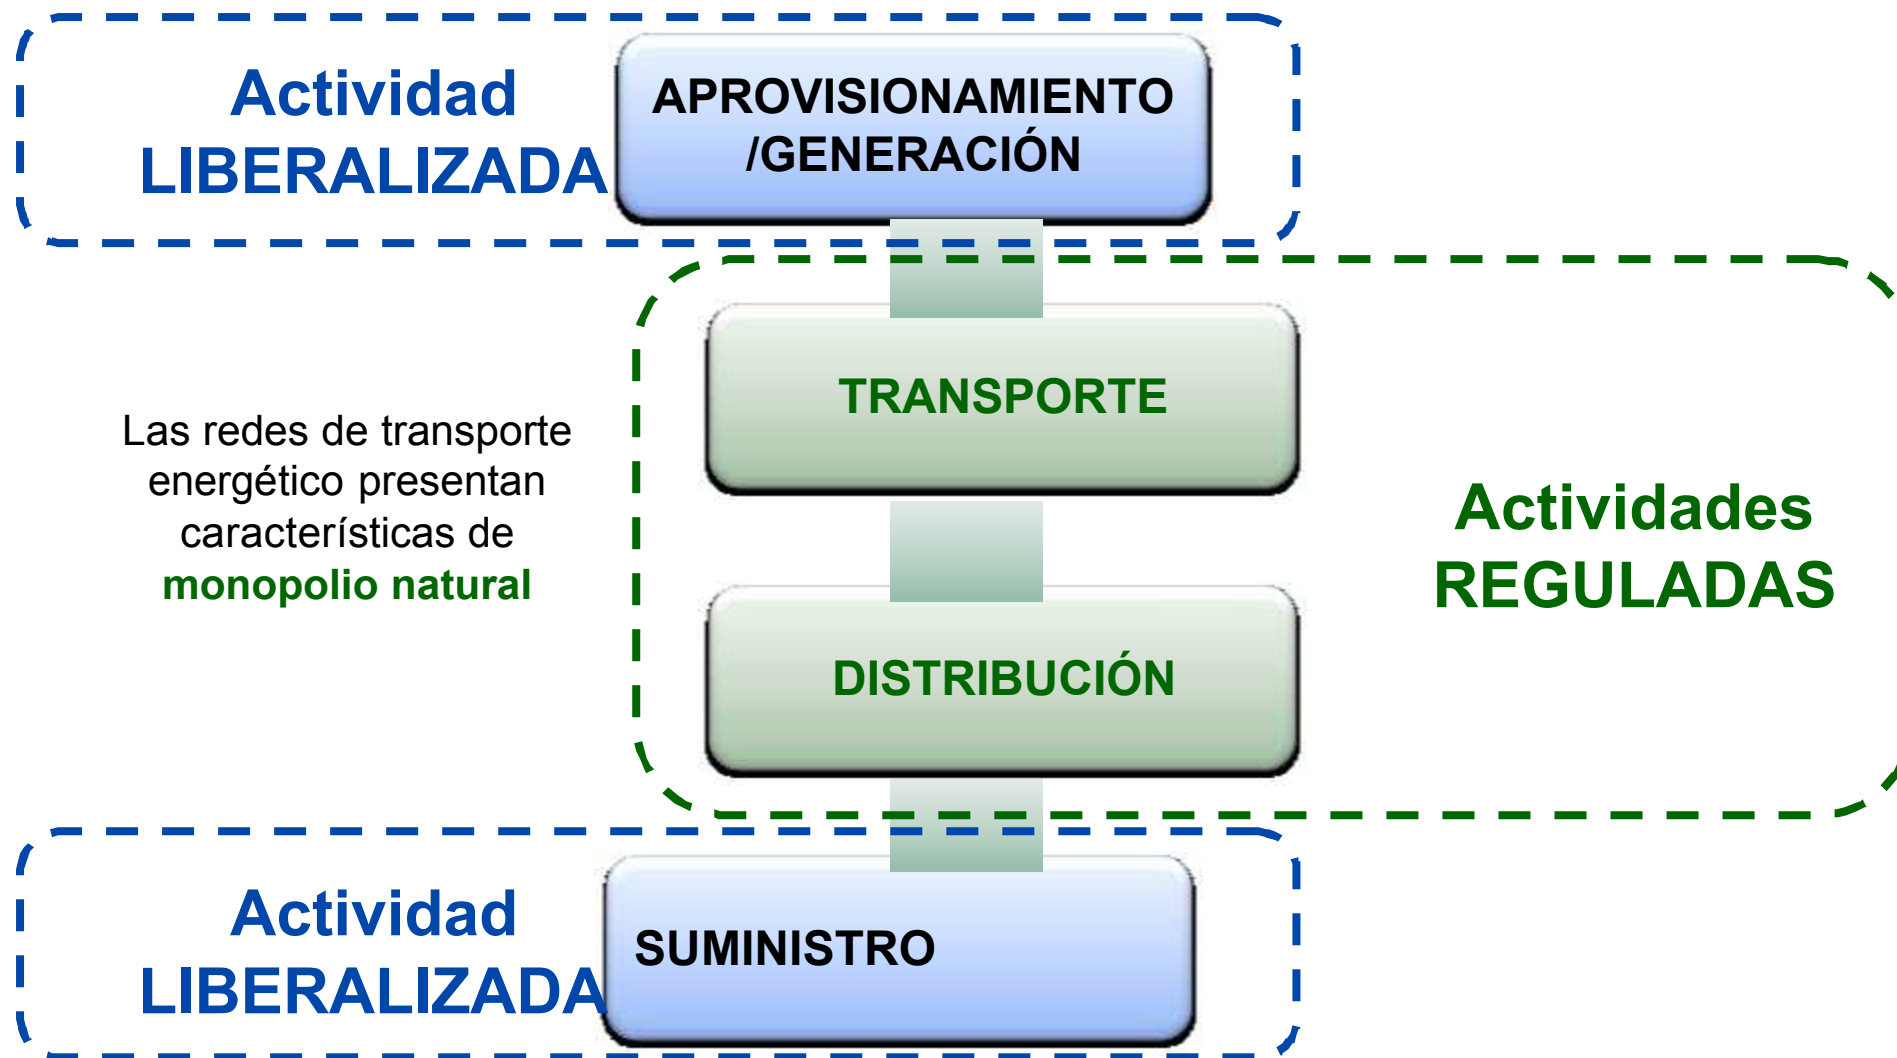 Actividad
LIBERALIZADA
APROVISIONAMIENTO
/GENERACIÓN
TRANSPORTE
Las redes de transporte
energético presentan
características de
monopolio natural
Actividades
REGULADAS
DISTRIBUCIÓN
Actividad
LIBERALIZADA
SUMINISTRO